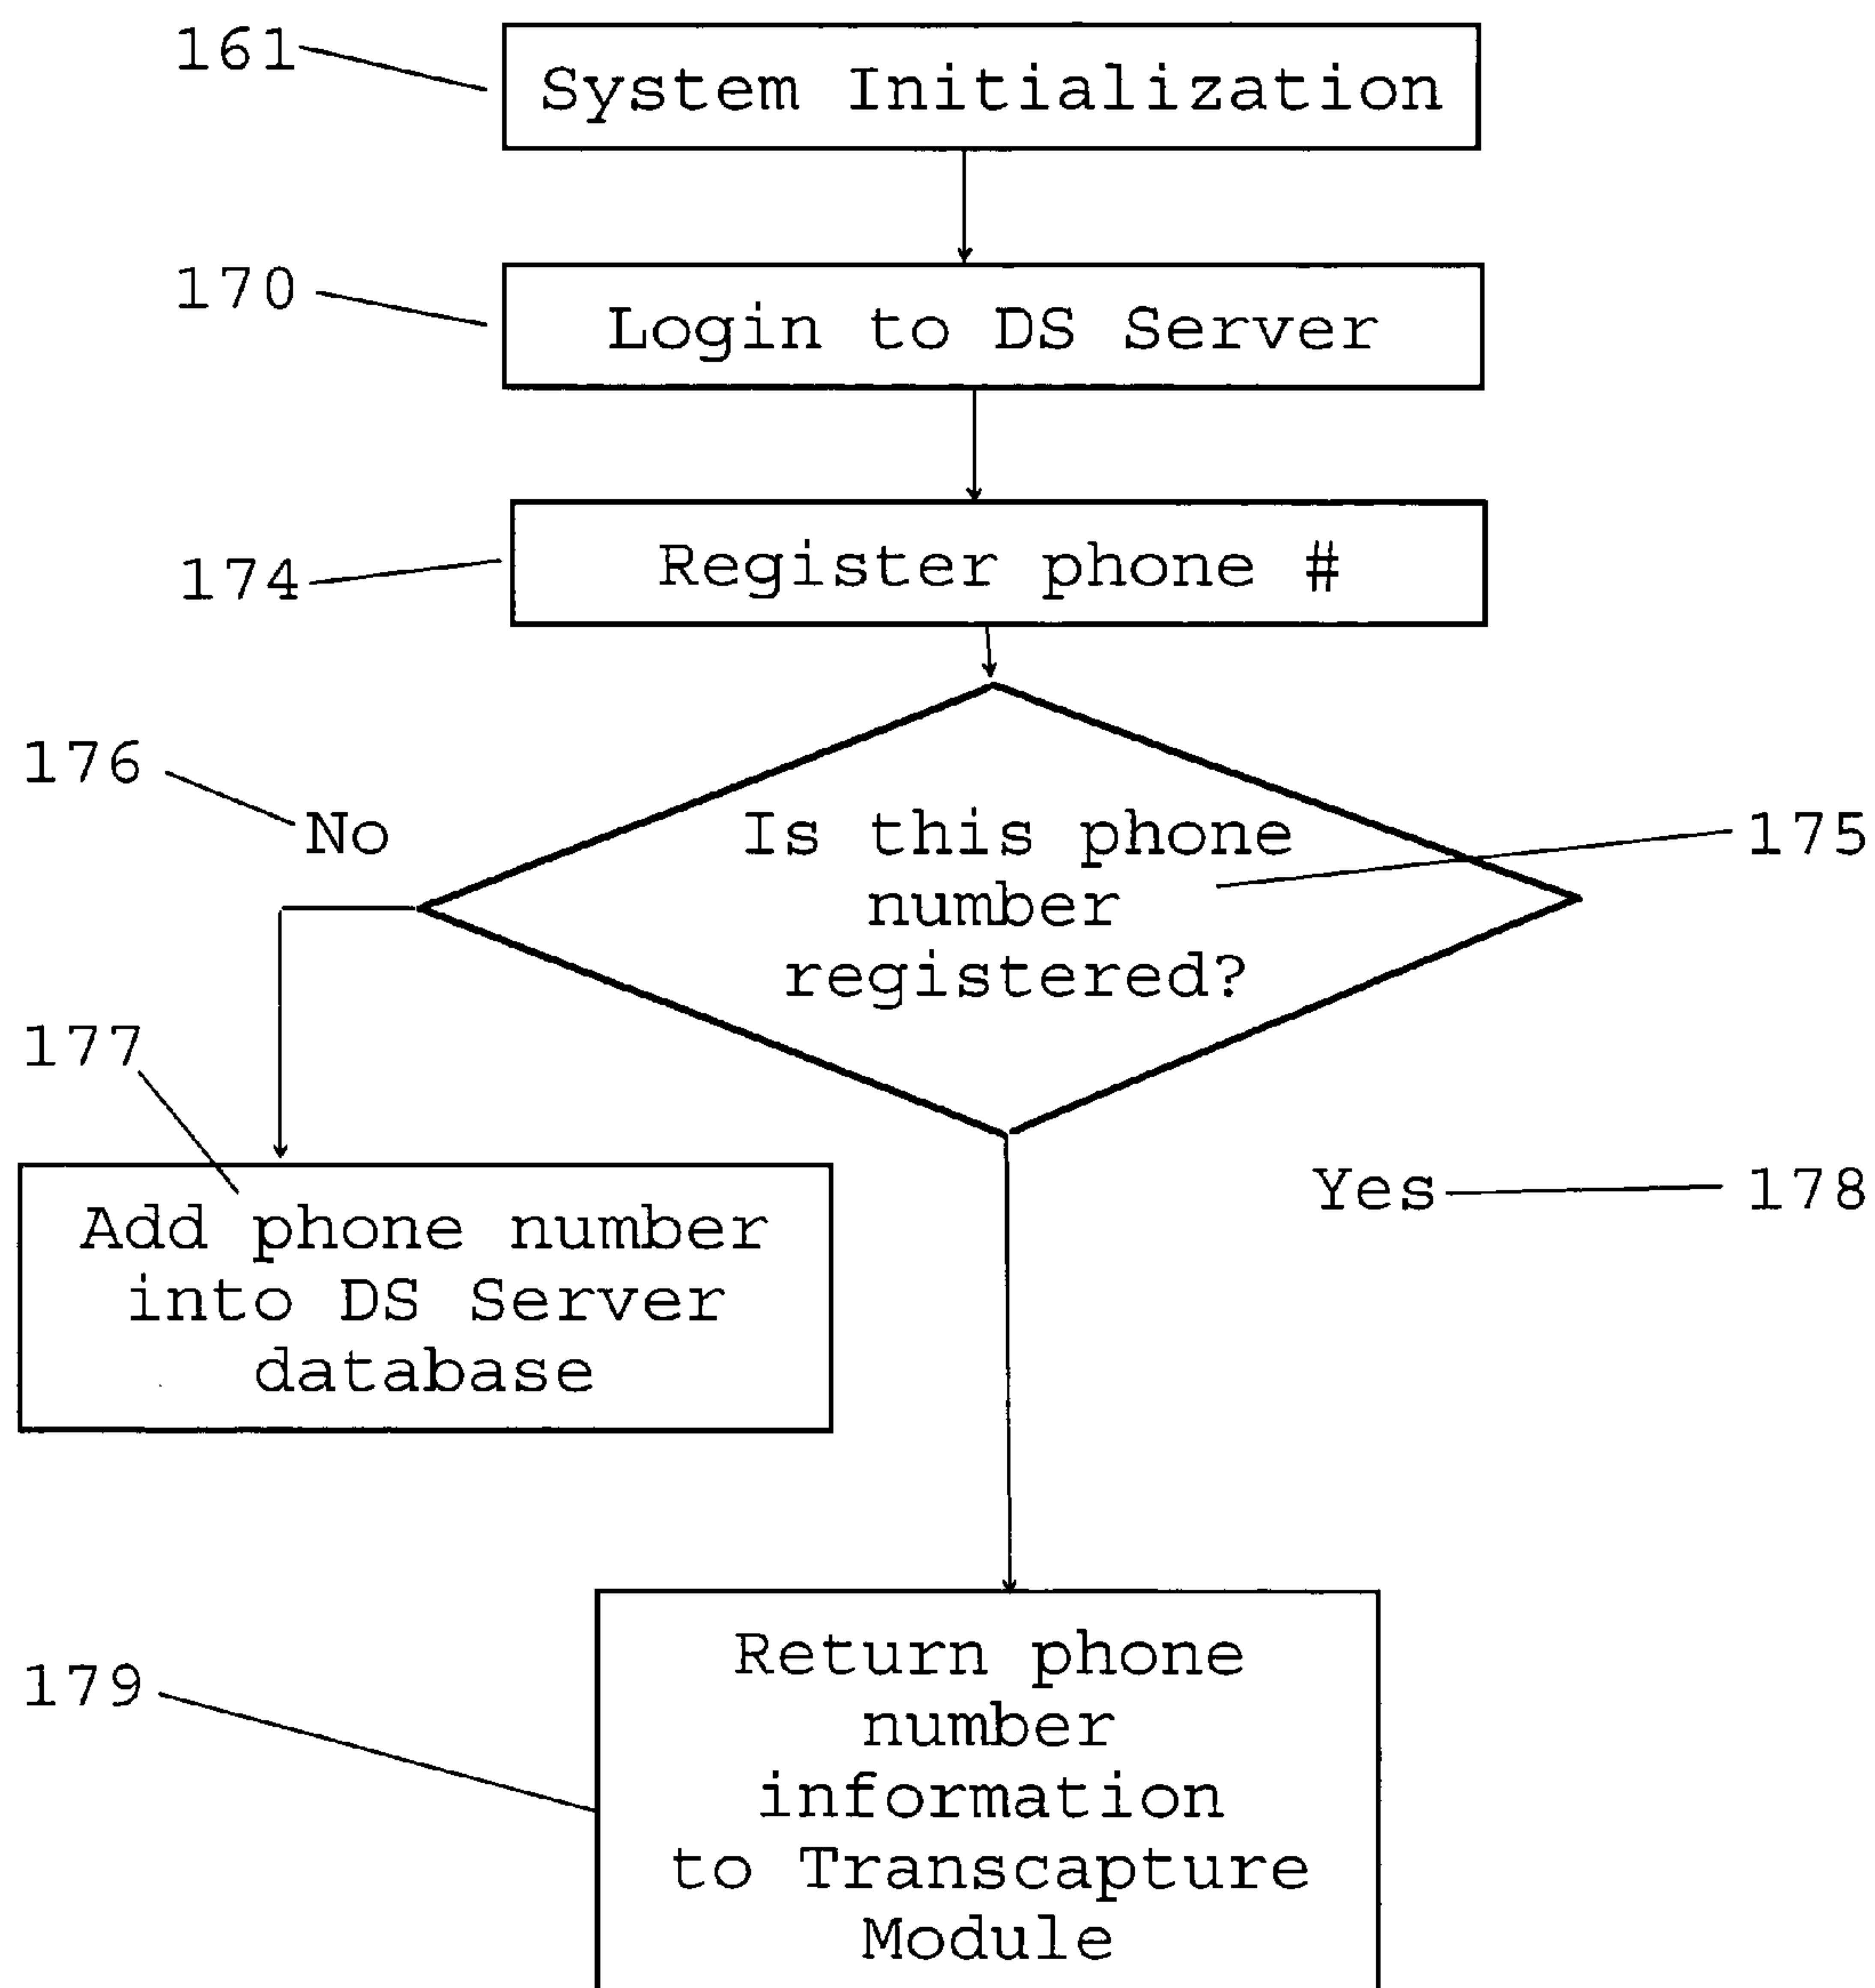 161
System Initialization
170
Login to DS Server
174
Register phone #
176
No
Is this phone
number
registered?
175
177
Add phone number
into DS Server
database
Yes
178
179
Return phone
number
information
to Transcapture
Module